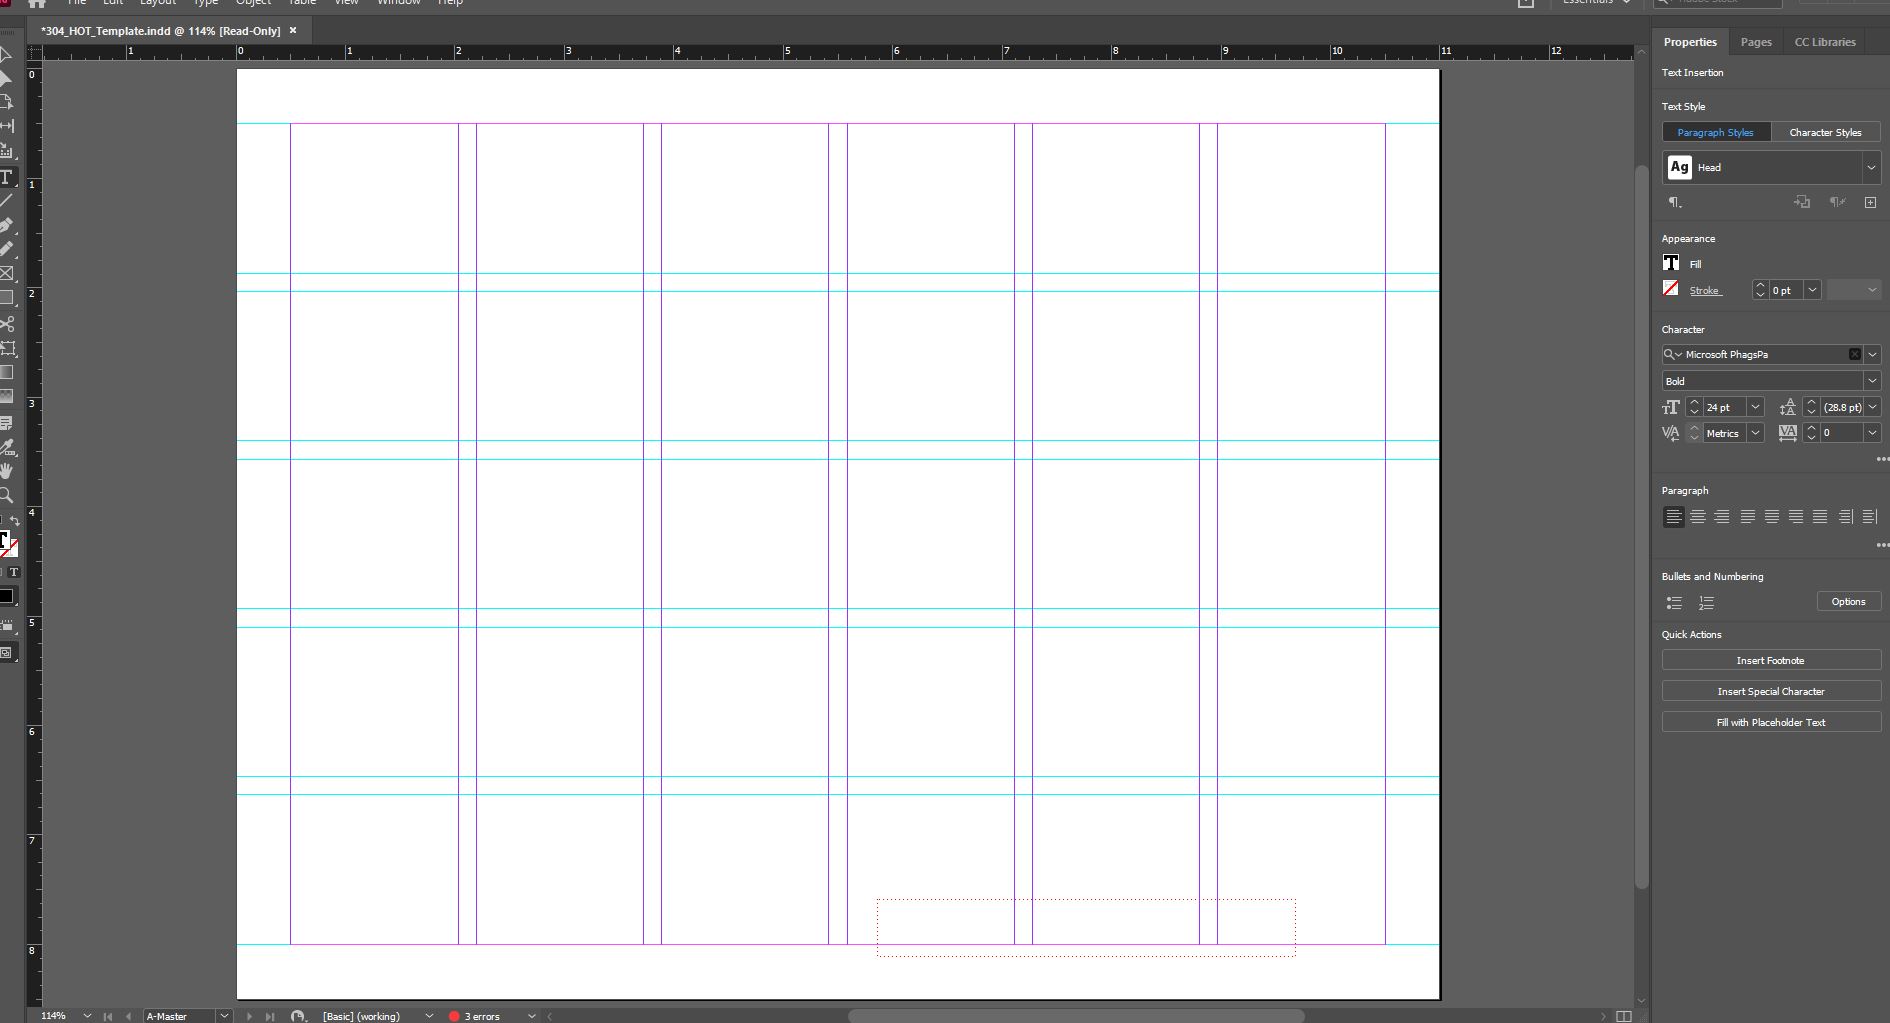 File Edit Layout Type Object Table View Window Help
Essentials
Adobe Stock
*304_HOT_Template.indd @ 114% [Read-Only] ×
1 0 1 2 3 4 5 6 7 8 9 10 11 12
0
1
2
3
4
5
6
7
8
Properties Pages CC Libraries
Text Insertion
Text Style
Paragraph Styles Character Styles
Ag Head
Appearance
Fill
Stroke 0 pt
Character
Microsoft PhagsPa
Bold
24 pt (28.8 pt)
Metrics 0
Paragraph
Bullets and Numbering
Options
Quick Actions
Insert Footnote
Insert Special Character
Fill with Placeholder Text
114% A-Master [Basic] (working) 3 errors